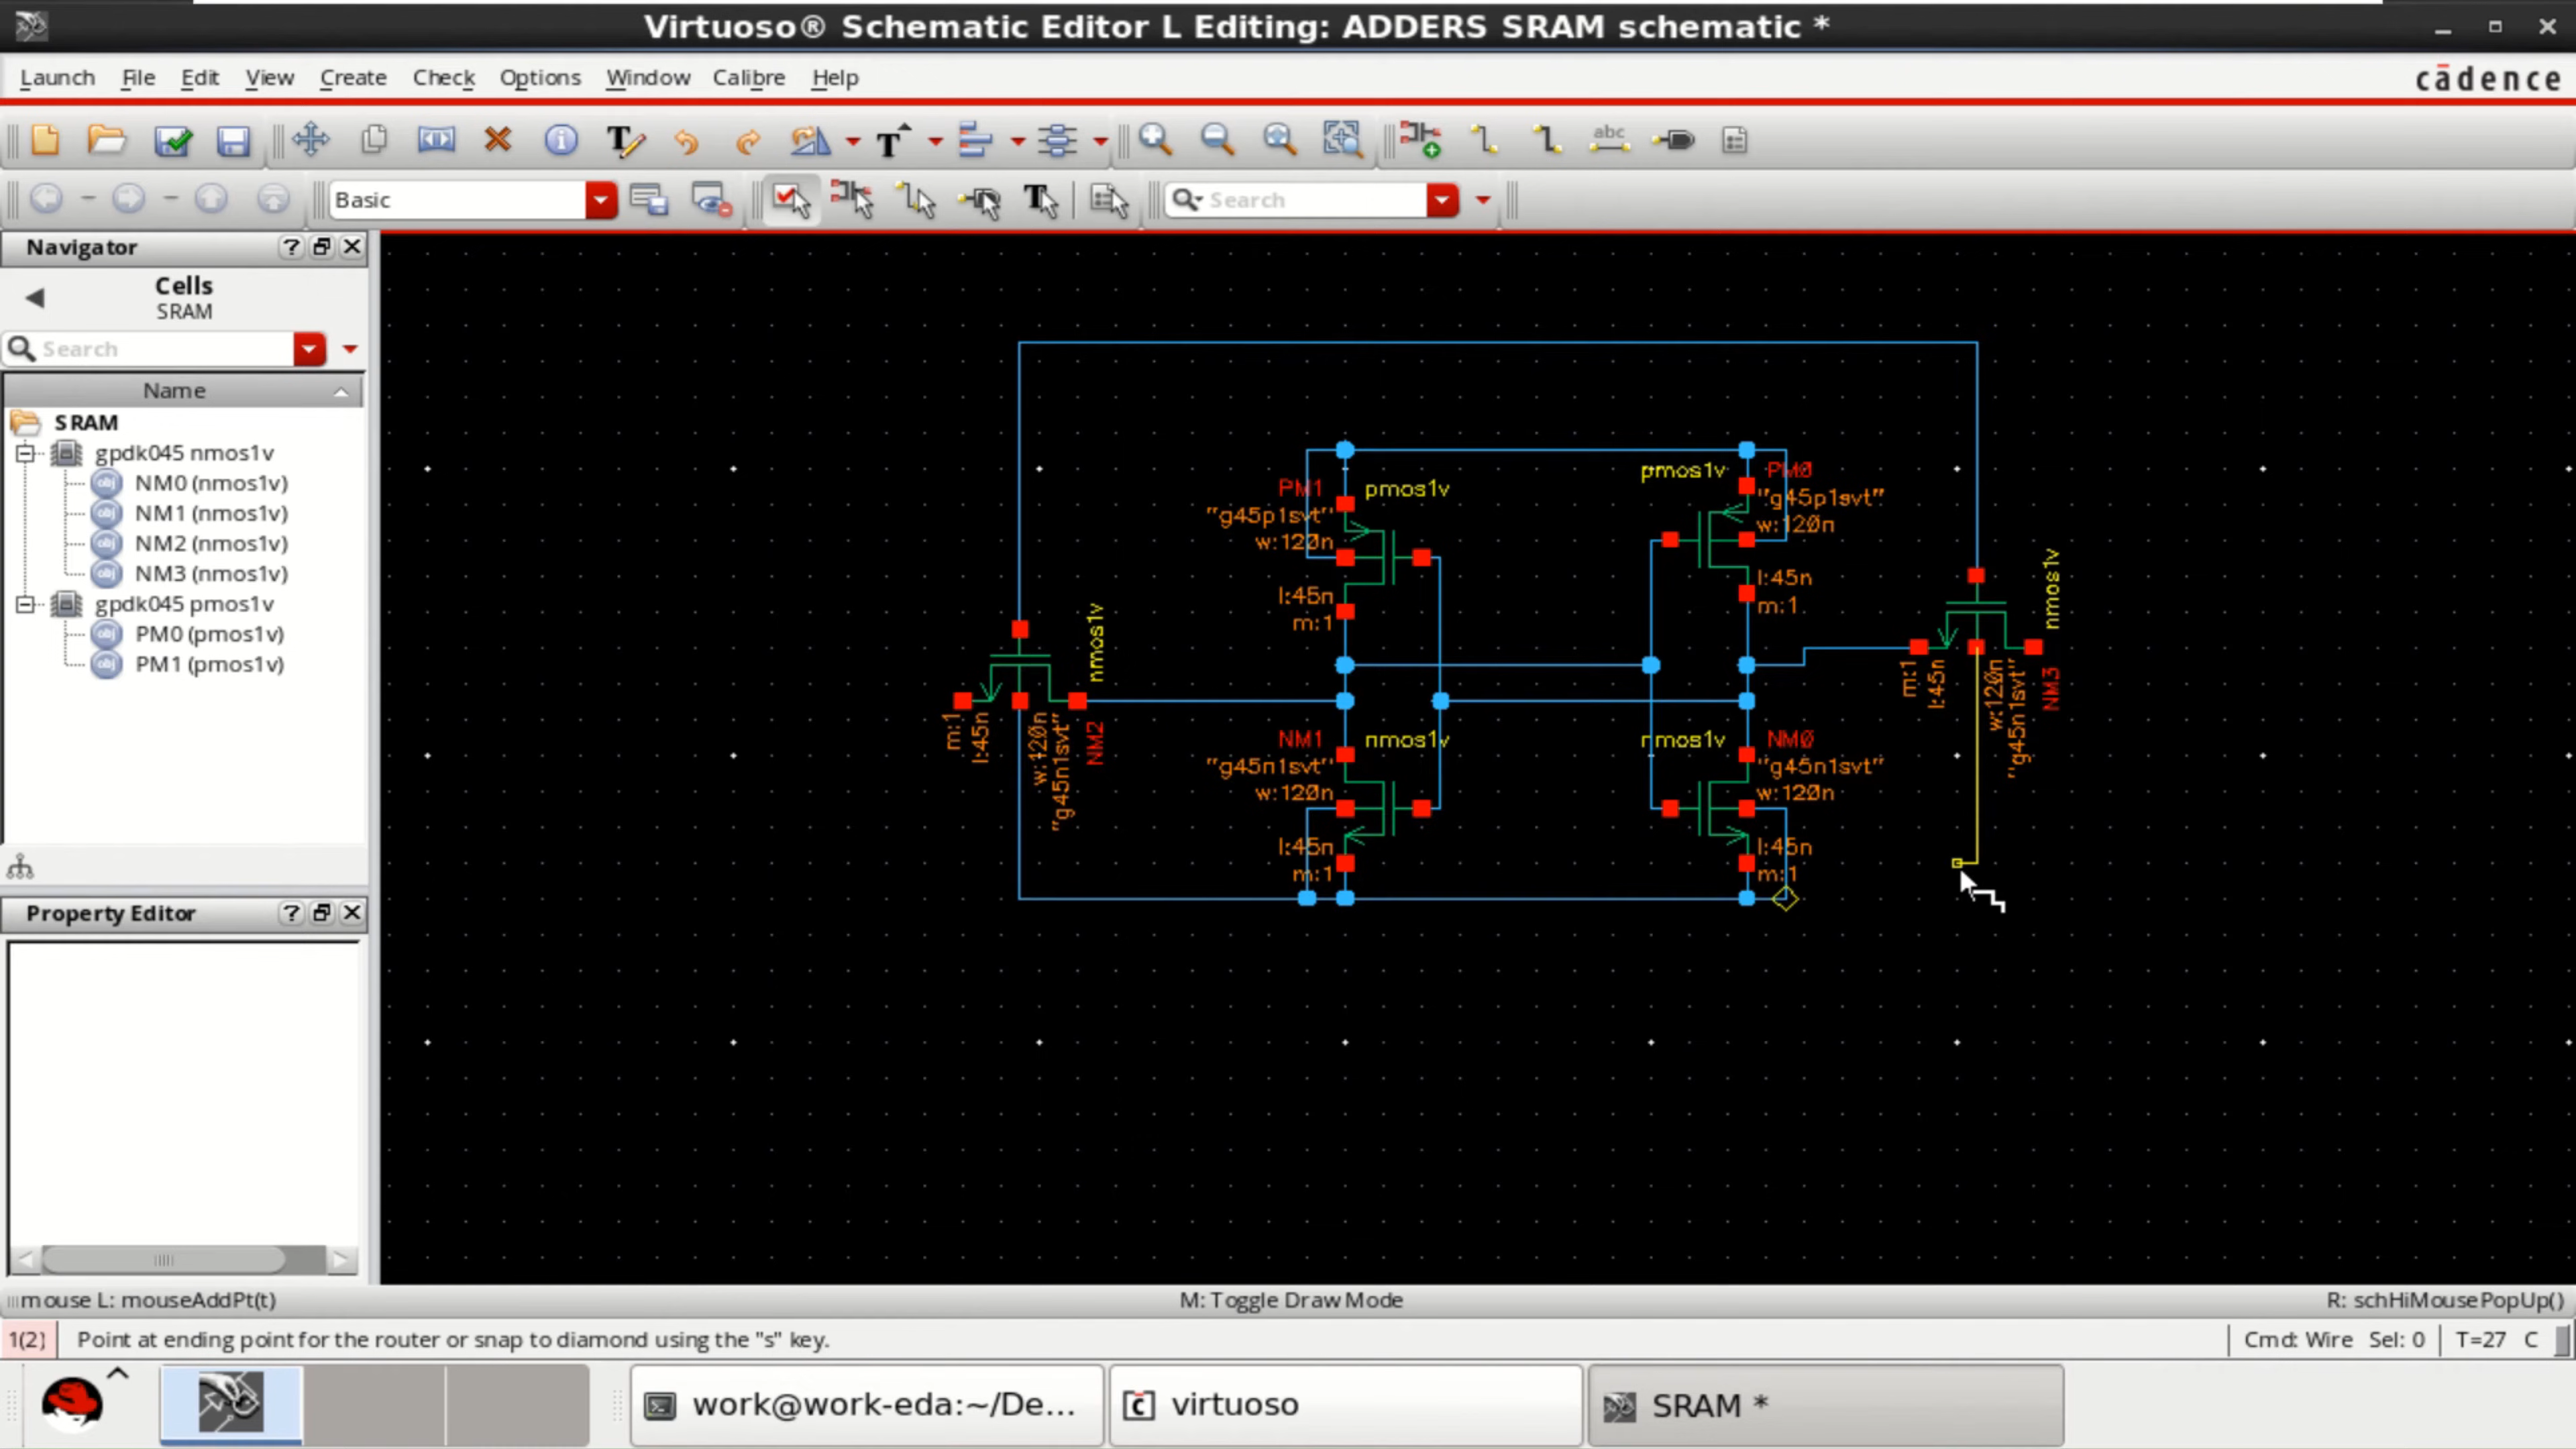 Virtuoso® Schematic Editor L Editing: ADDERS SRAM schematic *
Launch File Edit View Create Check Options Window Calibre Help
cādence
abc
Basic
Search
Navigator
Cells
SRAM
Search
Name
SRAM
gpdk045 nmos1v
NM0 (nmos1v)
NM1 (nmos1v)
NM2 (nmos1v)
NM3 (nmos1v)
gpdk045 pmos1v
PM0 (pmos1v)
PM1 (pmos1v)
Property Editor
PM1 pmos1v
"g45p1svt"
w:120n
l:45n
m:1
pmos1v PM0
"g45p1svt"
w:120n
l:45n
m:1
nmos1v
m:1
l:45n
w:120n
"g45n1svt"
NM2
NM1 nmos1v
"g45n1svt"
w:120n
l:45n
m:1
nmos1v NM0
"g45n1svt"
w:120n
l:45n
m:1
nmos1v
m:1
l:45n
w:120n
"g45n1svt"
NM3
mouse L: mouseAddPt(t) M: Toggle Draw Mode R: schHiMousePopUp()
1(2) Point at ending point for the router or snap to diamond using the "s" key. Cmd: Wire Sel: 0 T=27 C
work@work-eda:~/De... virtuoso SRAM *